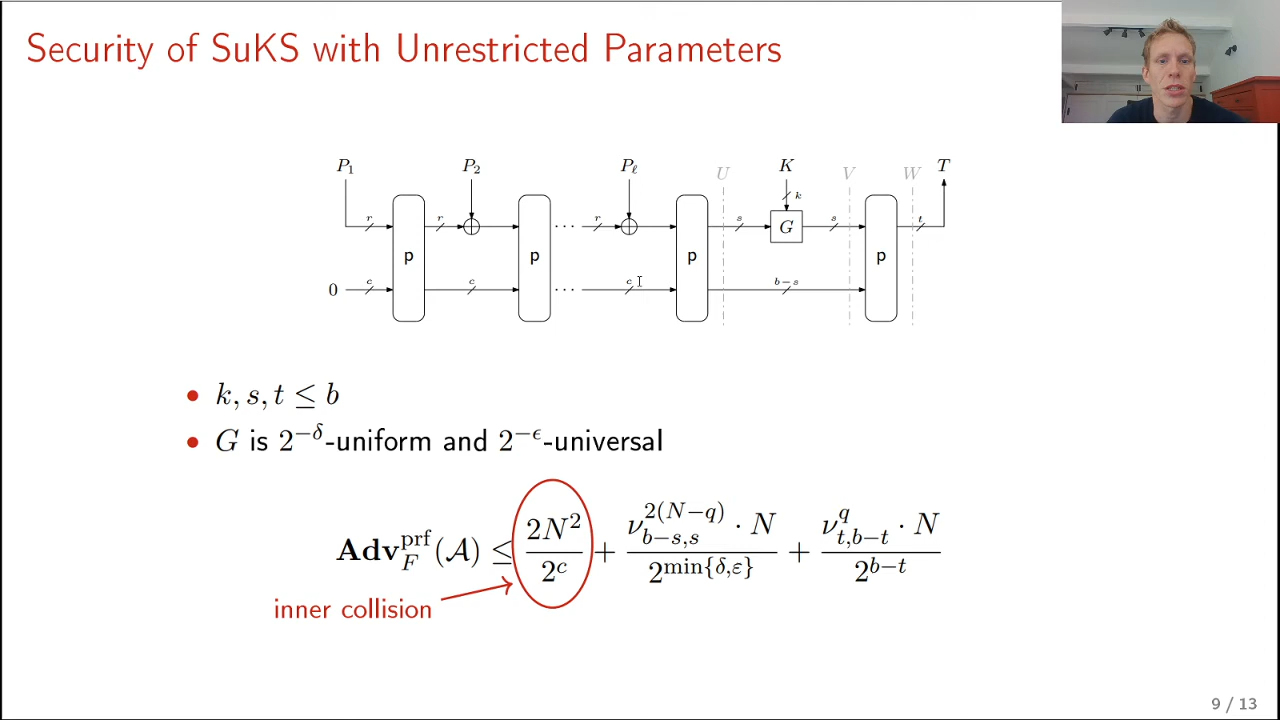 Security of SuKS with Unrestricted Parameters
P₁ P₂ P_ℓ U K V W T
k
r r r s s t
G
p p p p
0 c c c b−s
··· ···
• k, s, t ≤ b
• G is 2^{−δ}-uniform and 2^{−ϵ}-universal
Adv_F^{prf}(𝒜) ≤ 2N²/2^c + ν_{b−s,s}^{2(N−q)} · N / 2^{min{δ,ε}} + ν_{t,b−t}^{q} · N / 2^{b−t}
inner collision
9 / 13